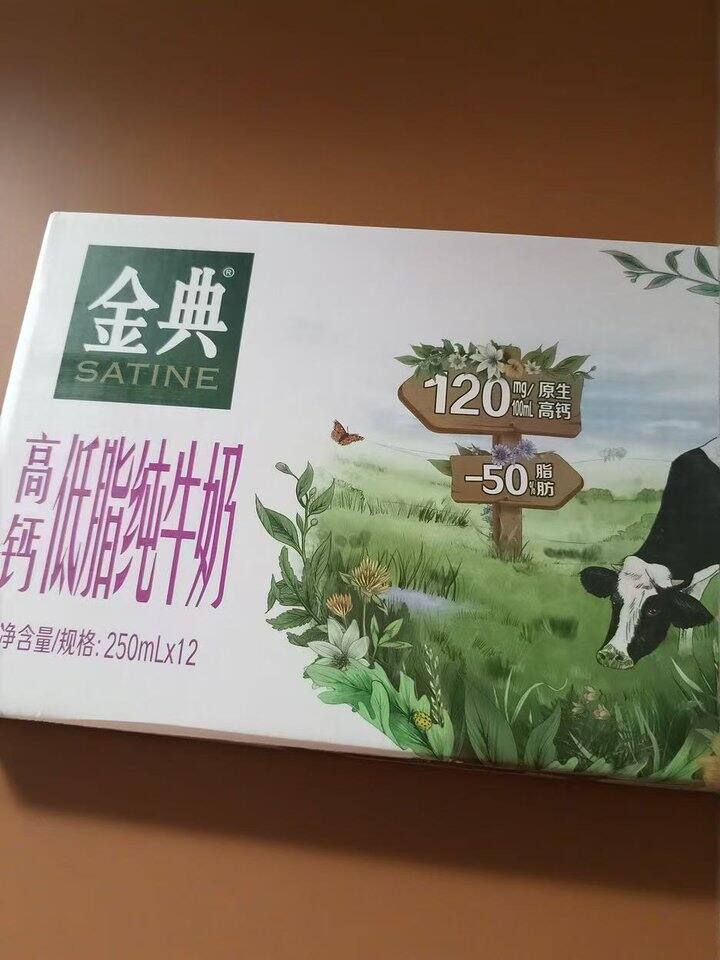 金典®
SATINE
高钙
低脂纯牛奶
净含量/规格: 250mLx12
120mg/100mL 原生高钙
-50% 脂肪